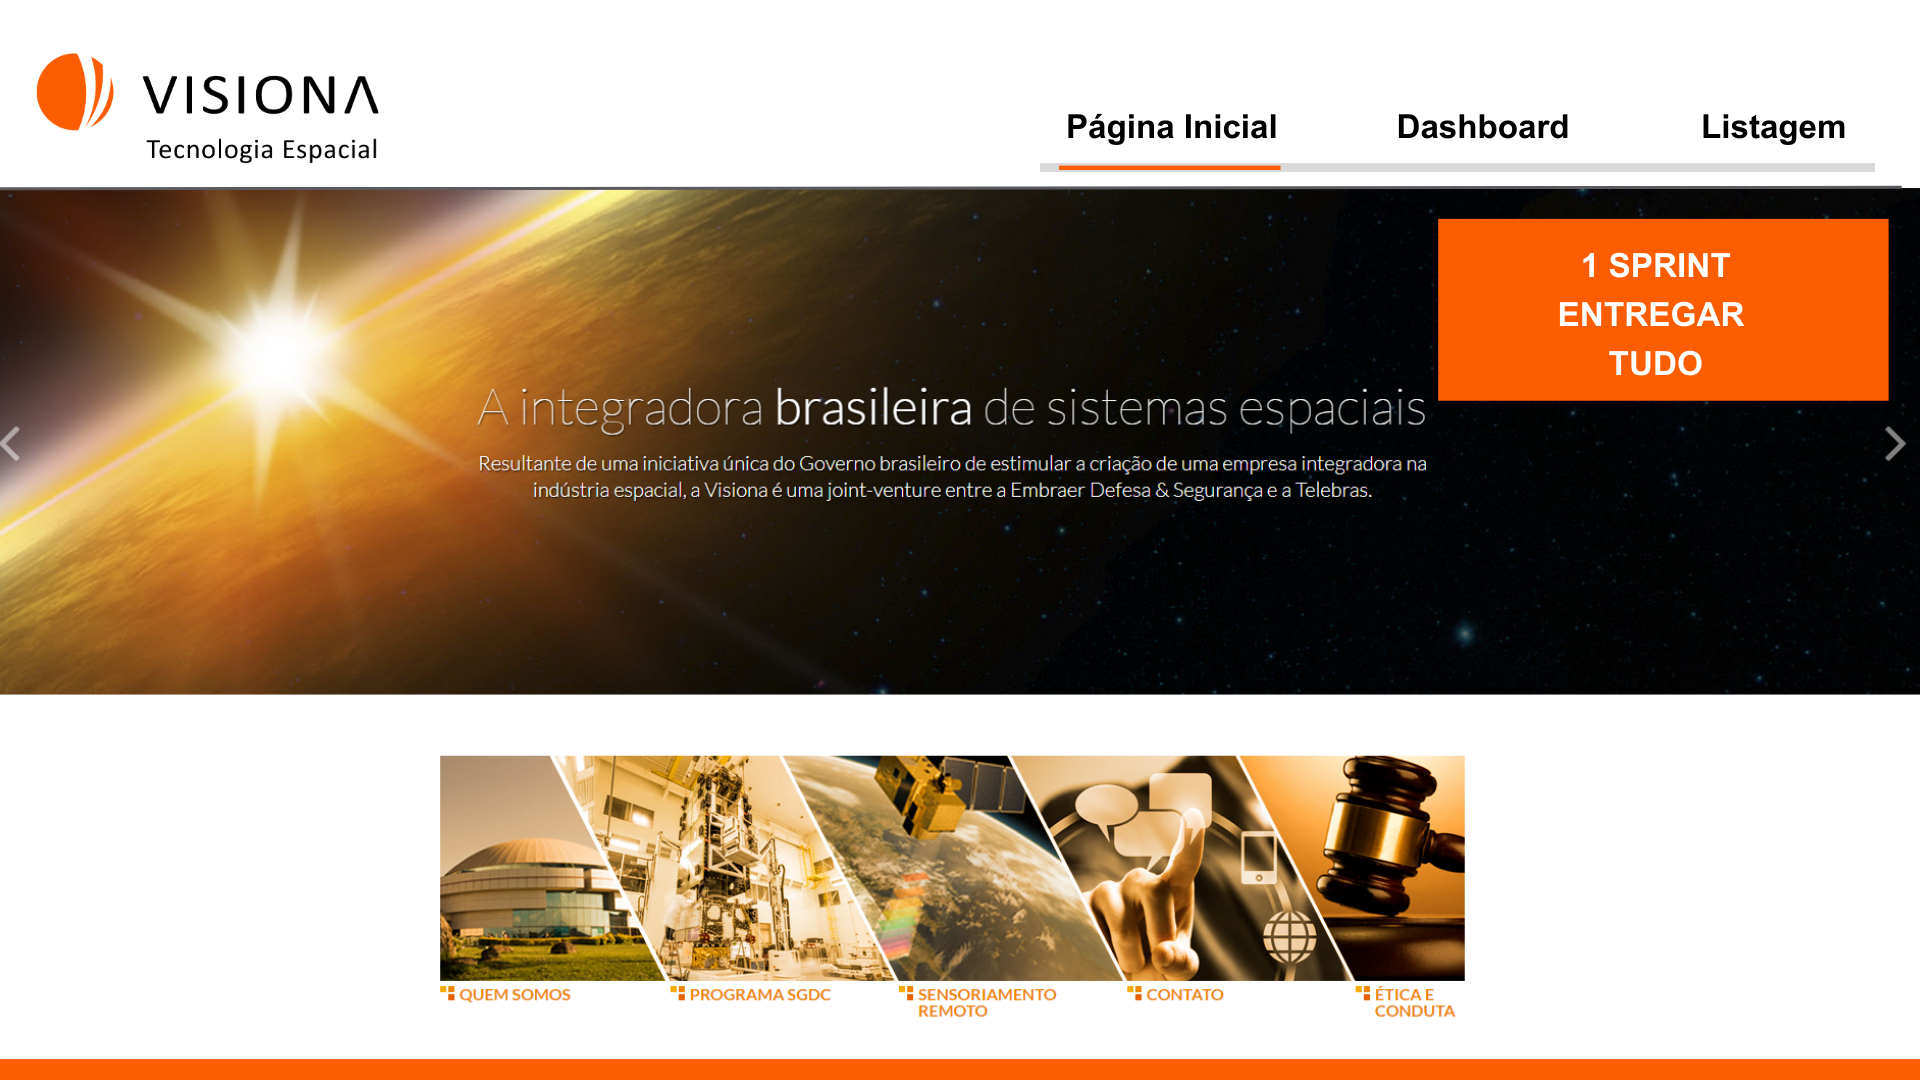 VISIONA
Tecnologia Espacial
Página Inicial
Dashboard
Listagem
1 SPRINT
ENTREGAR
TUDO
A integradora brasileira de sistemas espaciais
Resultante de uma iniciativa única do Governo brasileiro de estimular a criação de uma empresa integradora na
indústria espacial, a Visiona é uma joint-venture entre a Embraer Defesa & Segurança e a Telebras.
QUEM SOMOS
PROGRAMA SGDC
SENSORIAMENTO
REMOTO
CONTATO
ÉTICA E
CONDUTA